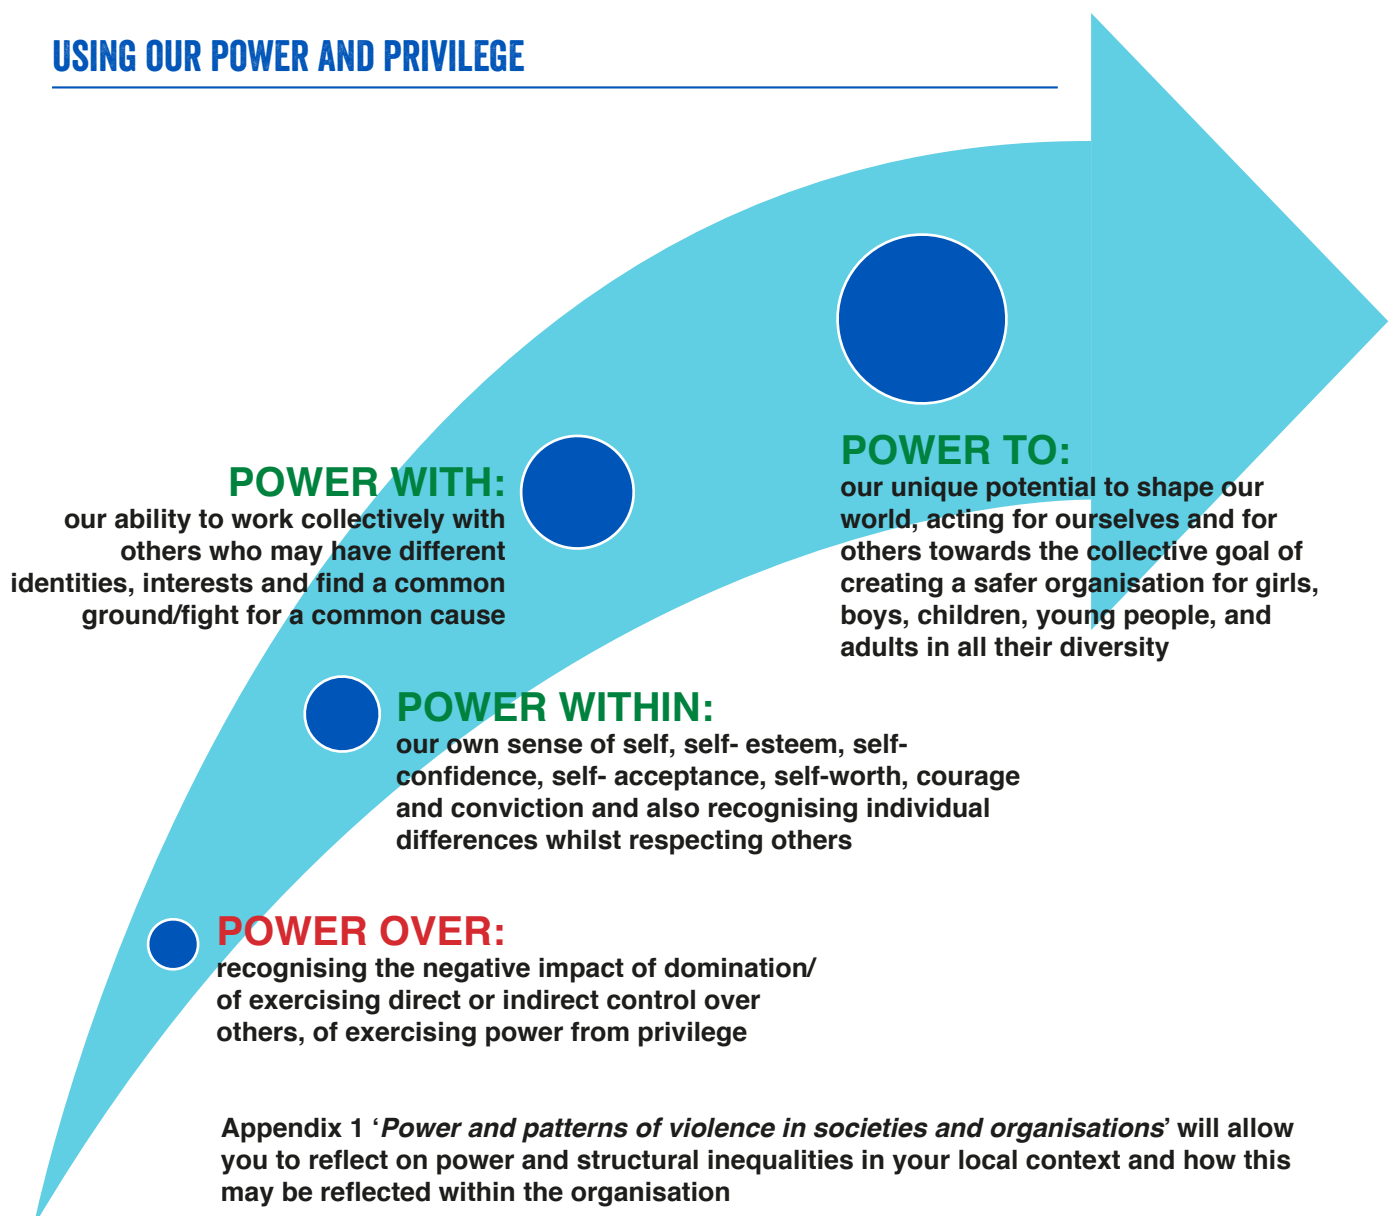 USING OUR POWER AND PRIVILEGE
POWER WITH:
our ability to work collectively with
others who may have different
identities, interests and find a common
ground/fight for a common cause
POWER TO:
our unique potential to shape our
world, acting for ourselves and for
others towards the collective goal of
creating a safer organisation for girls,
boys, children, young people, and
adults in all their diversity
POWER WITHIN:
our own sense of self, self- esteem, self-
confidence, self- acceptance, self-worth, courage
and conviction and also recognising individual
differences whilst respecting others
POWER OVER:
recognising the negative impact of domination/
of exercising direct or indirect control over
others, of exercising power from privilege
Appendix 1 ‘Power and patterns of violence in societies and organisations’ will allow
you to reflect on power and structural inequalities in your local context and how this
may be reflected within the organisation